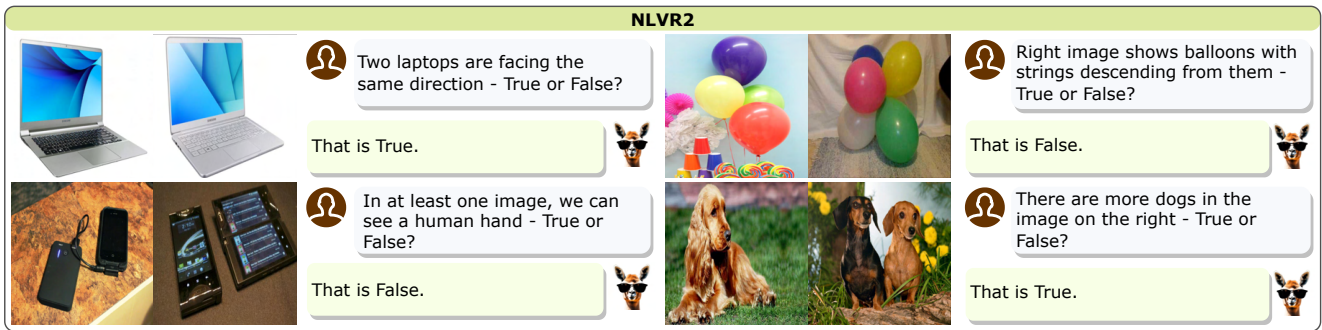 NLVR2
Two laptops are facing the
same direction - True or False?
That is True.
Right image shows balloons with
strings descending from them -
True or False?
That is False.
In at least one image, we can
see a human hand - True or
False?
That is False.
There are more dogs in the
image on the right - True or
False?
That is True.